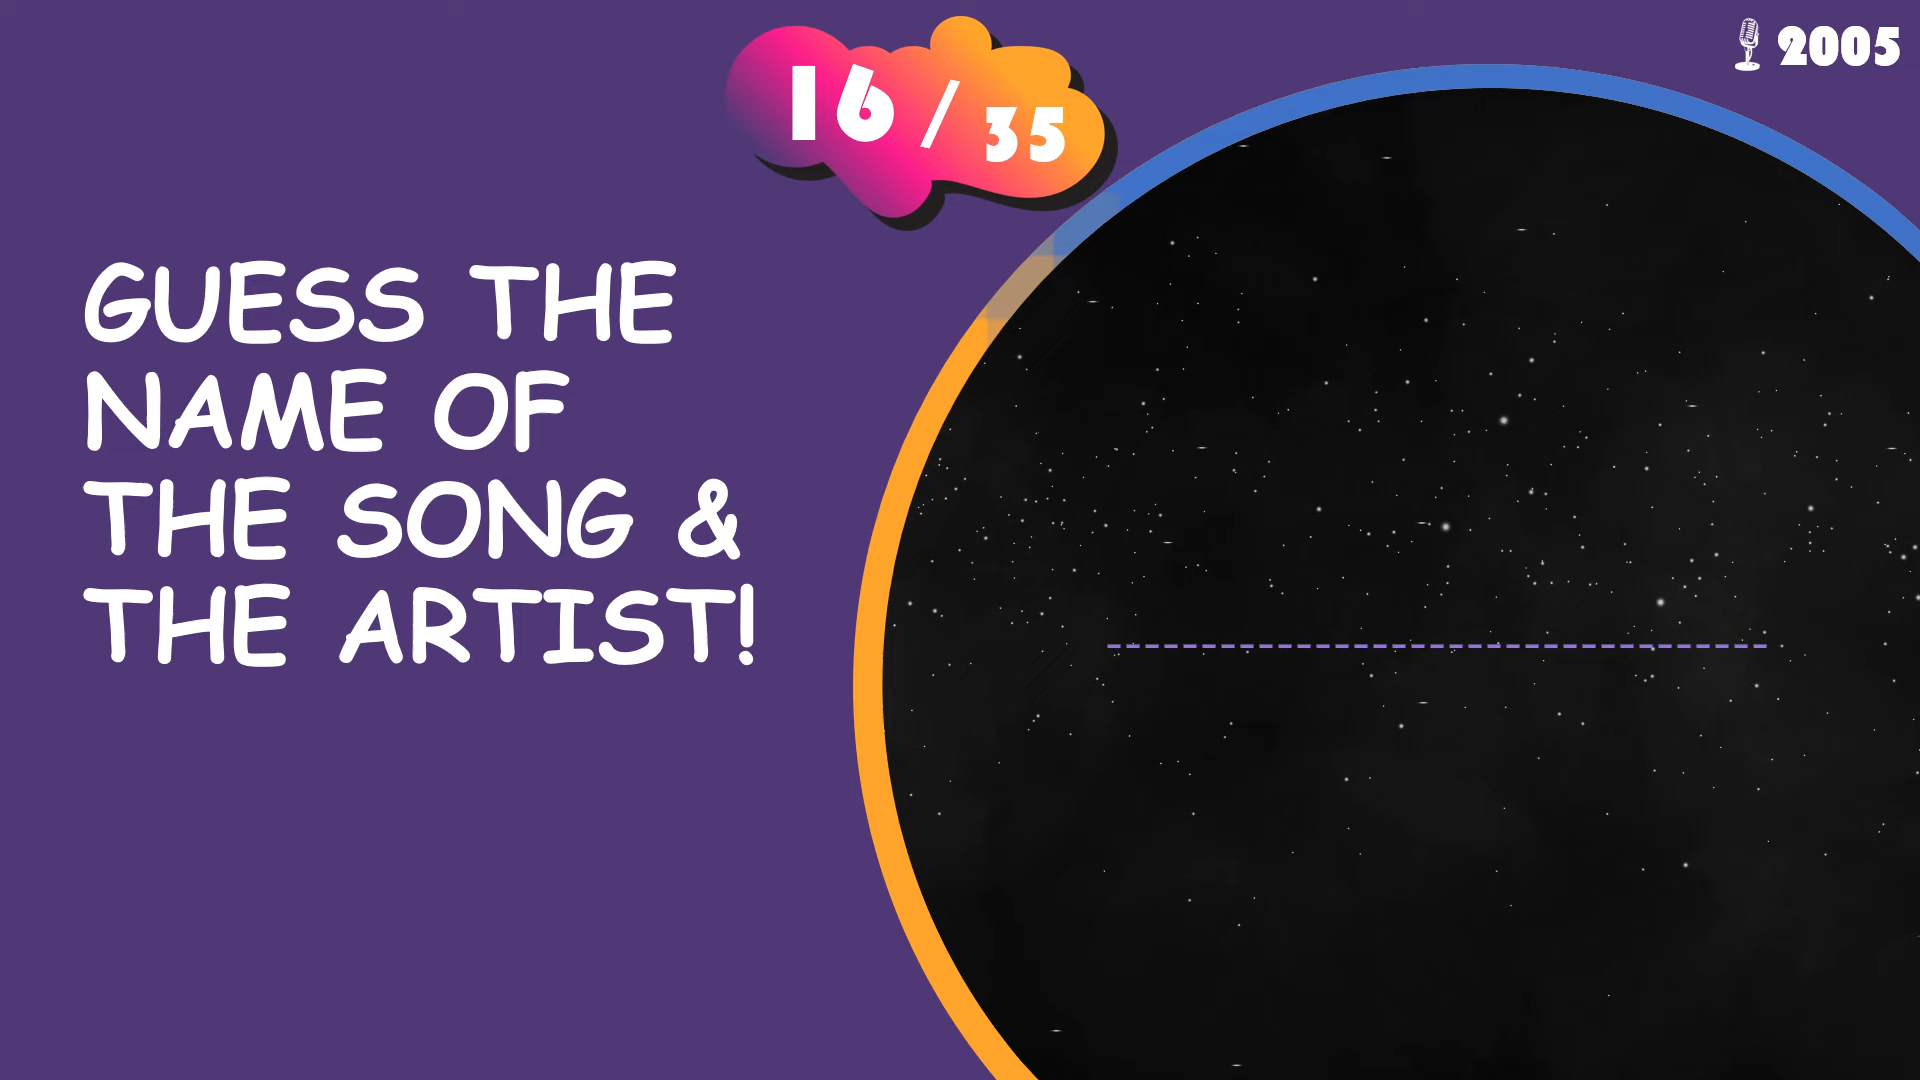 16 / 35
2005
GUESS THE
NAME OF
THE SONG &
THE ARTIST!